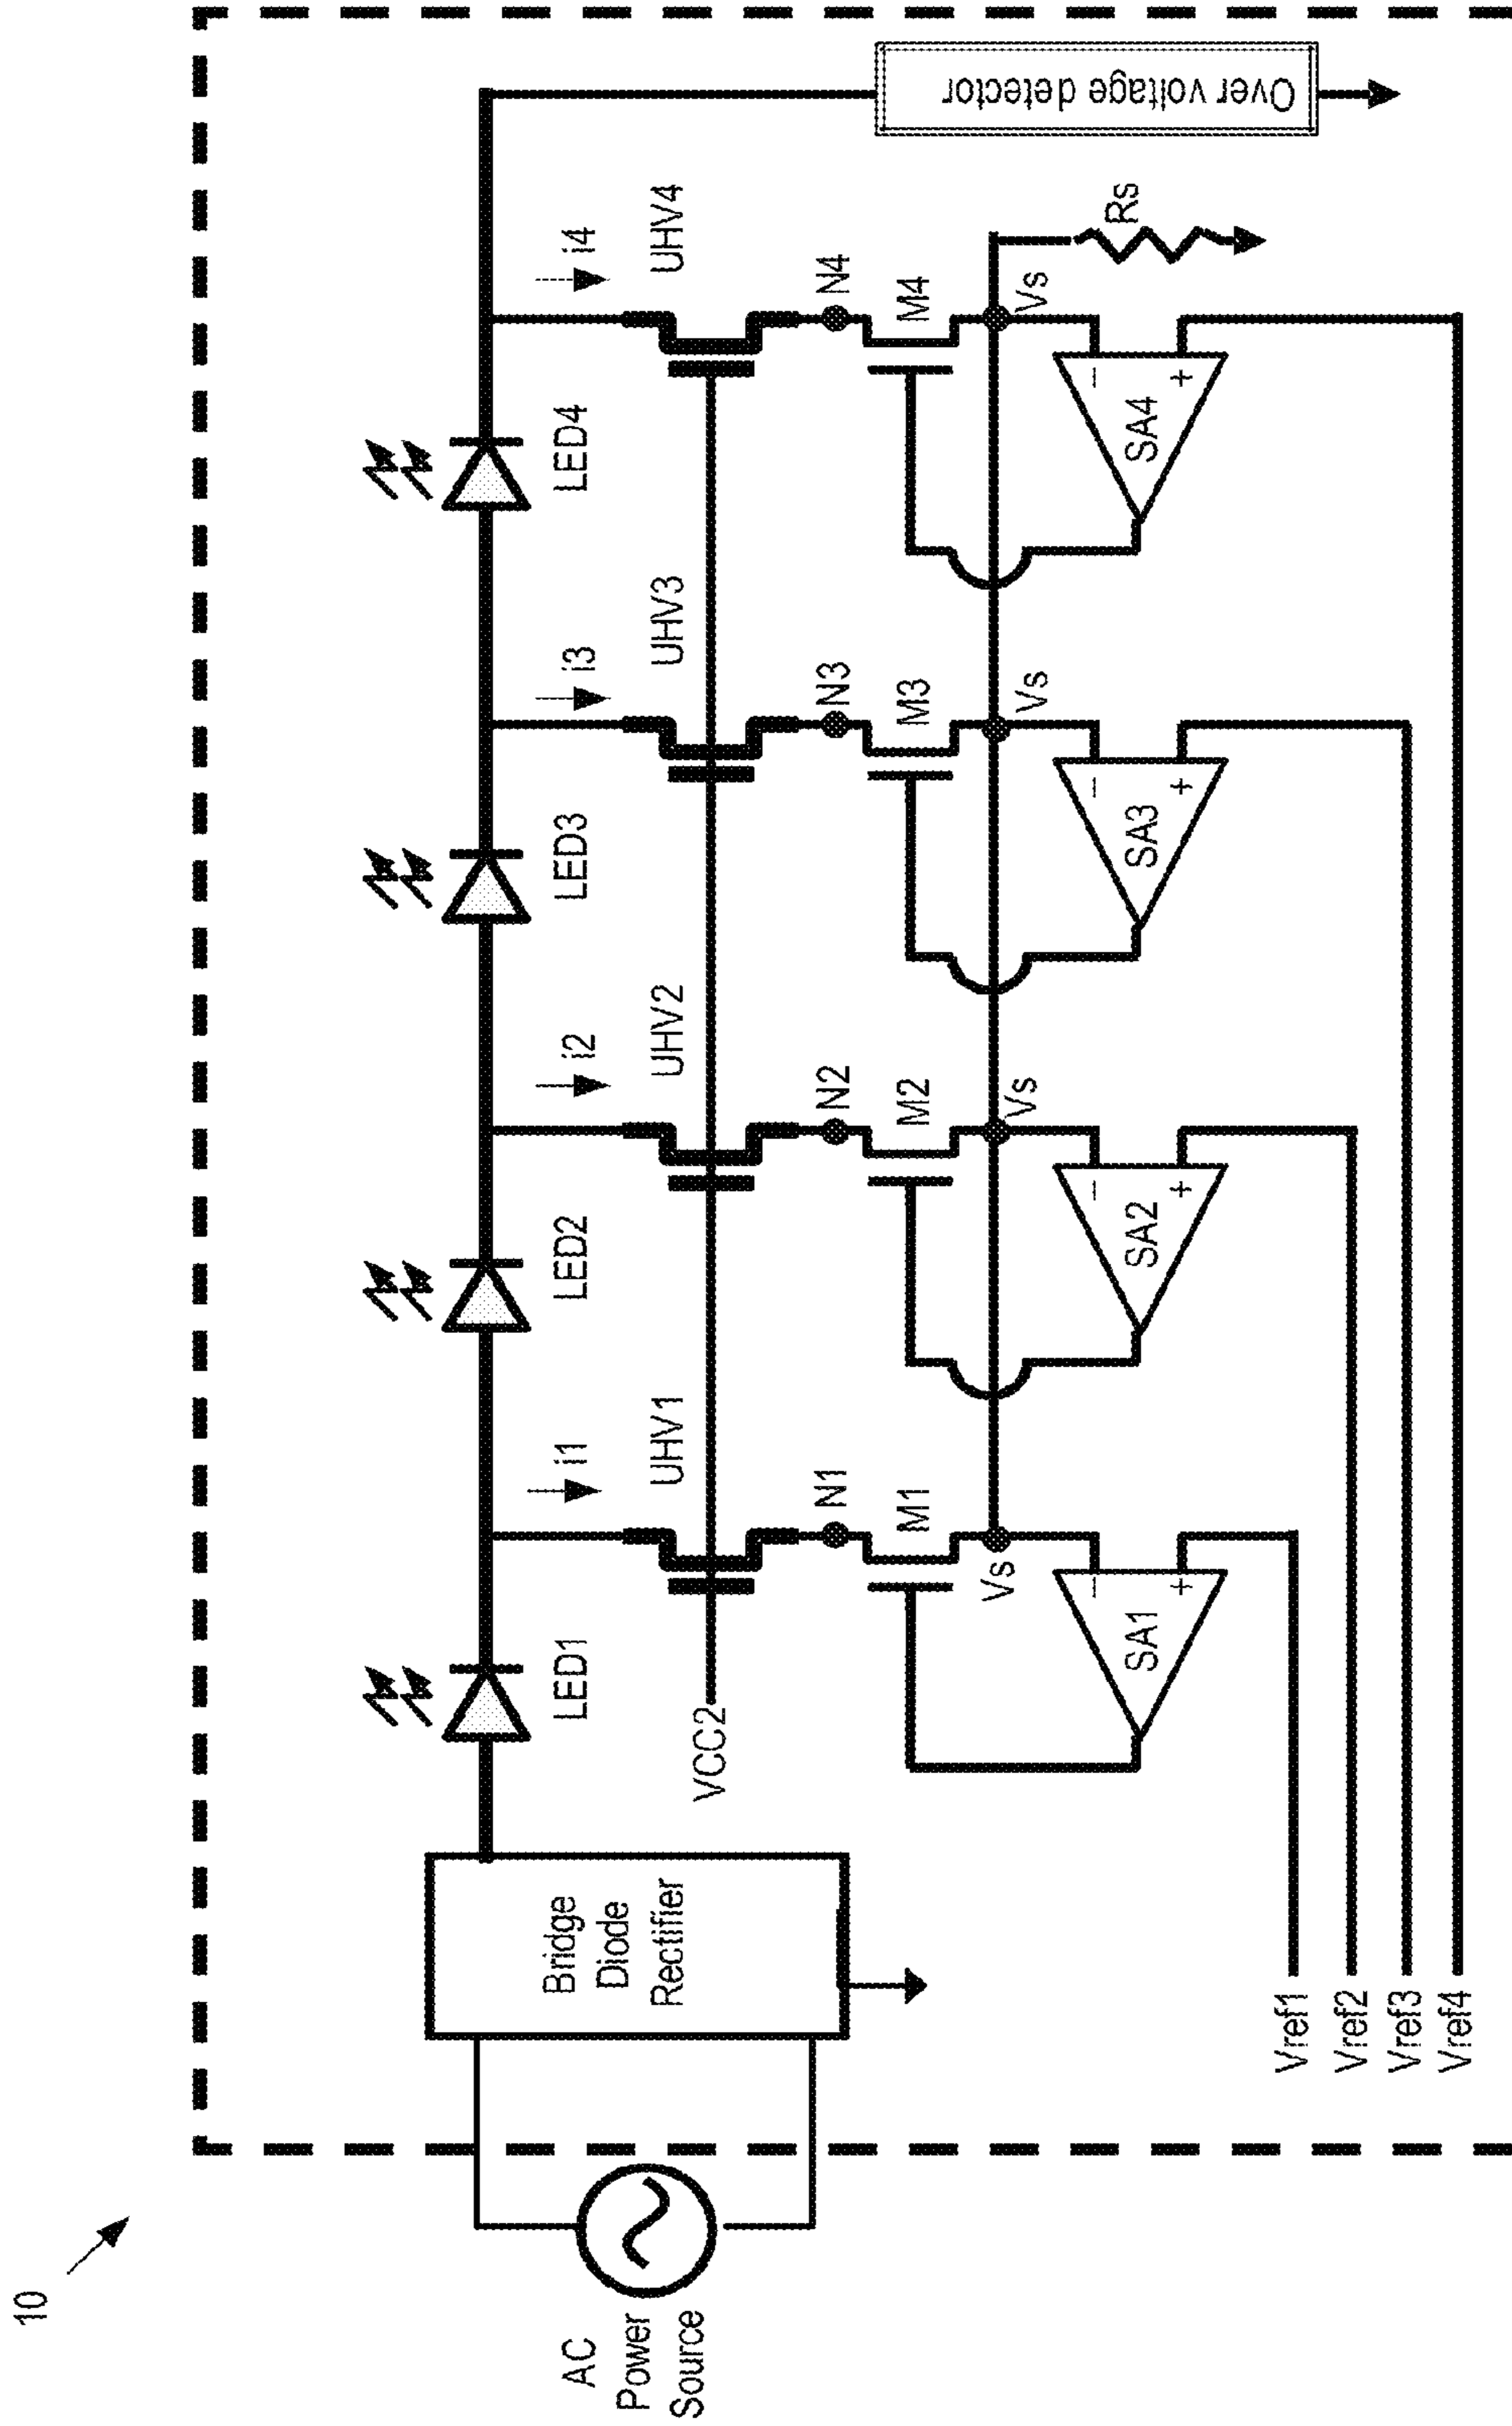 10
AC
Power
Source
Bridge
Diode
Rectifier
LED1
LED2
LED3
LED4
i1
i2
i3
i4
UHV1
UHV2
UHV3
UHV4
VCC2
N1
N2
N3
N4
M1
M2
M3
M4
Vs
Vs
Vs
Vs
Rs
− 
+
SA1
−
+
SA2
−
+
SA3
−
+
SA4
Over voltage detector
Vref1
Vref2
Vref3
Vref4